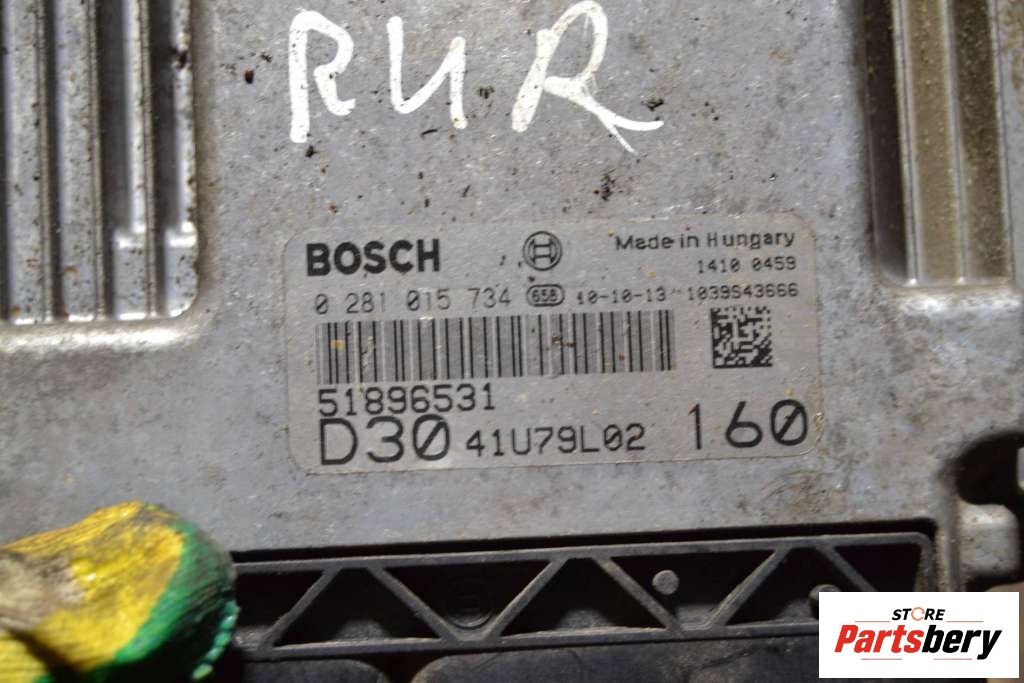 RUR
BOSCH Made in Hungary
1410 0459
0 281 015 734 658 10-10-13 1039S43666
51896531
D30 41U79L02 160
STORE
Partsbery